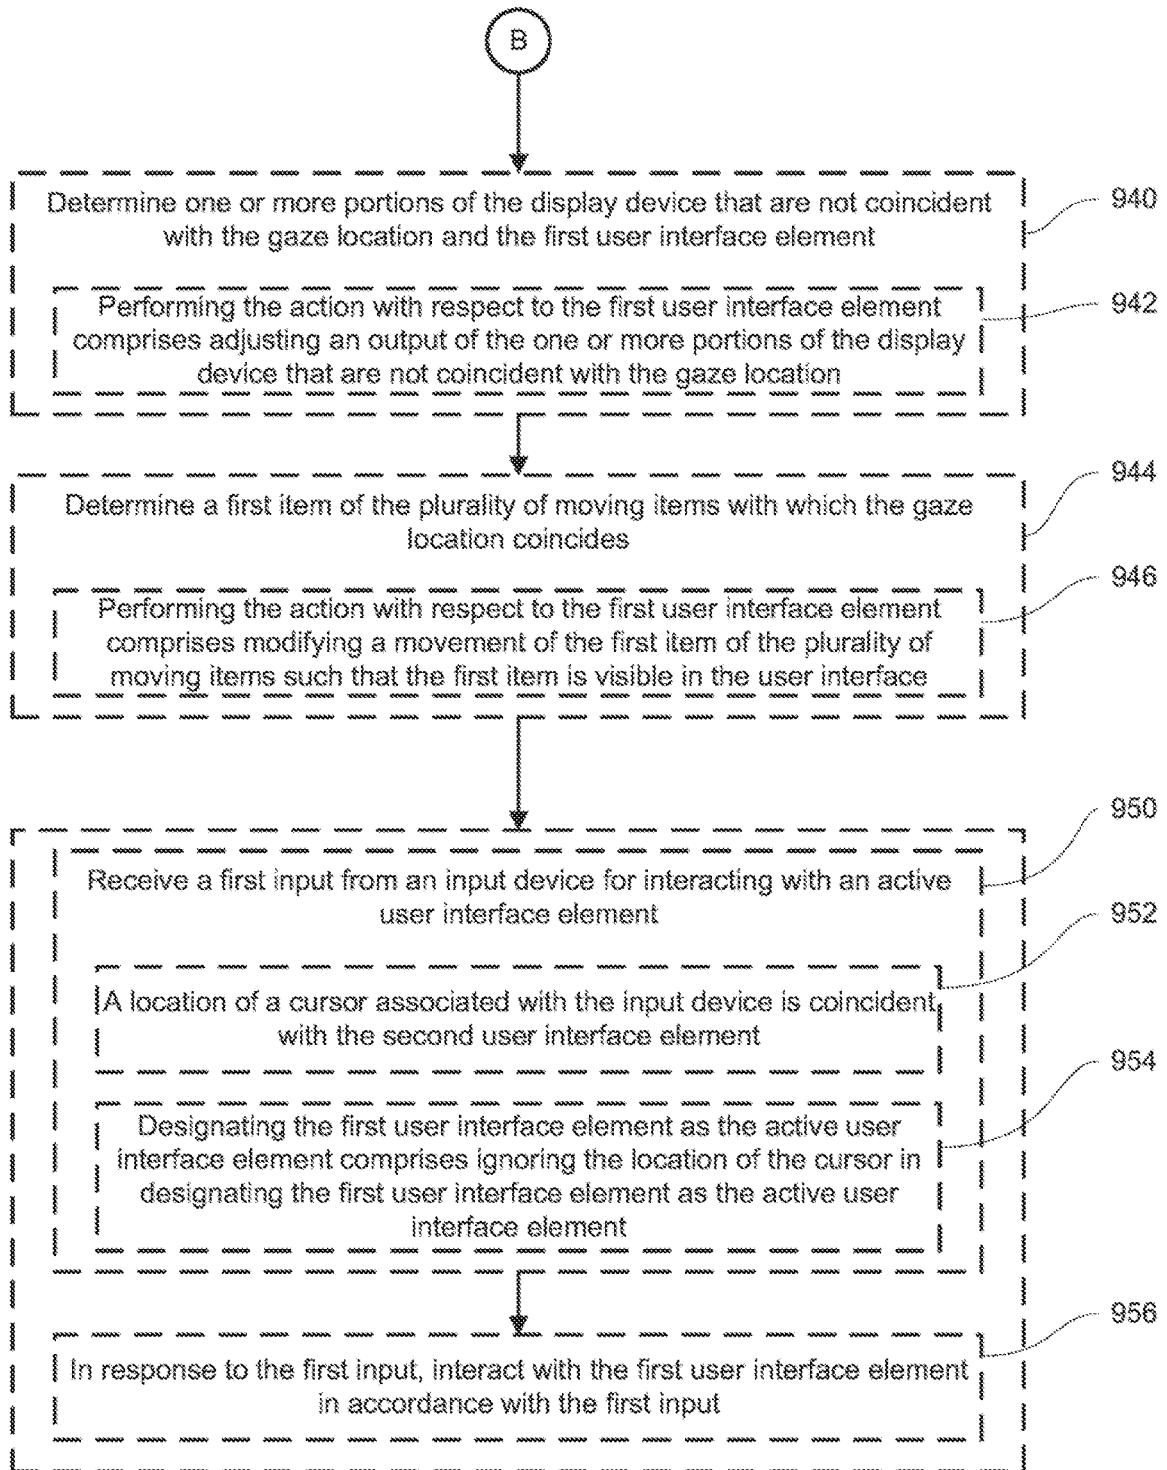 B
Determine one or more portions of the display device that are not coincident
with the gaze location and the first user interface element
940
Performing the action with respect to the first user interface element
comprises adjusting an output of the one or more portions of the display
device that are not coincident with the gaze location
942
Determine a first item of the plurality of moving items with which the gaze
location coincides
944
Performing the action with respect to the first user interface element
comprises modifying a movement of the first item of the plurality of
moving items such that the first item is visible in the user interface
946
Receive a first input from an input device for interacting with an active
user interface element
950
A location of a cursor associated with the input device is coincident
with the second user interface element
952
Designating the first user interface element as the active user
interface element comprises ignoring the location of the cursor in
designating the first user interface element as the active user
interface element
954
In response to the first input, interact with the first user interface element
in accordance with the first input
956